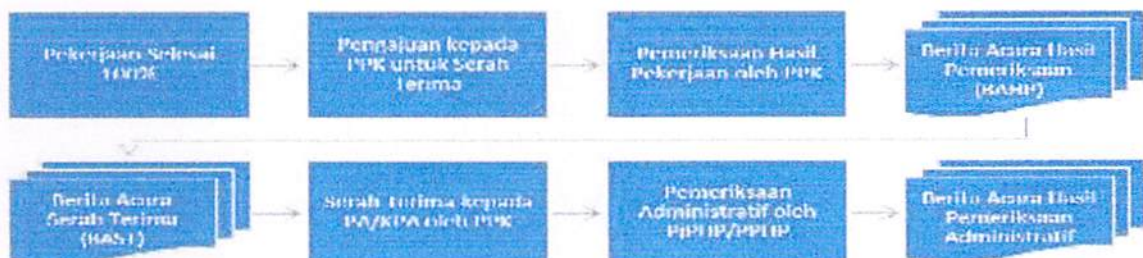 Pekerjaan Selesai
100%
Pengajuan kepada
PPK untuk Serah
Terima
Pemeriksaan Hasil
Pekerjaan oleh PPK
Berita Acara Hasil
Pemeriksaan
(BAHP)
Berita Acara
Serah Terima
(BAST)
Serah Terima kepada
PA/KPA oleh PPK
Pemeriksaan
Administratif oleh
PjPHP/PPHP
Berita Acara Hasil
Pemeriksaan
Administratif